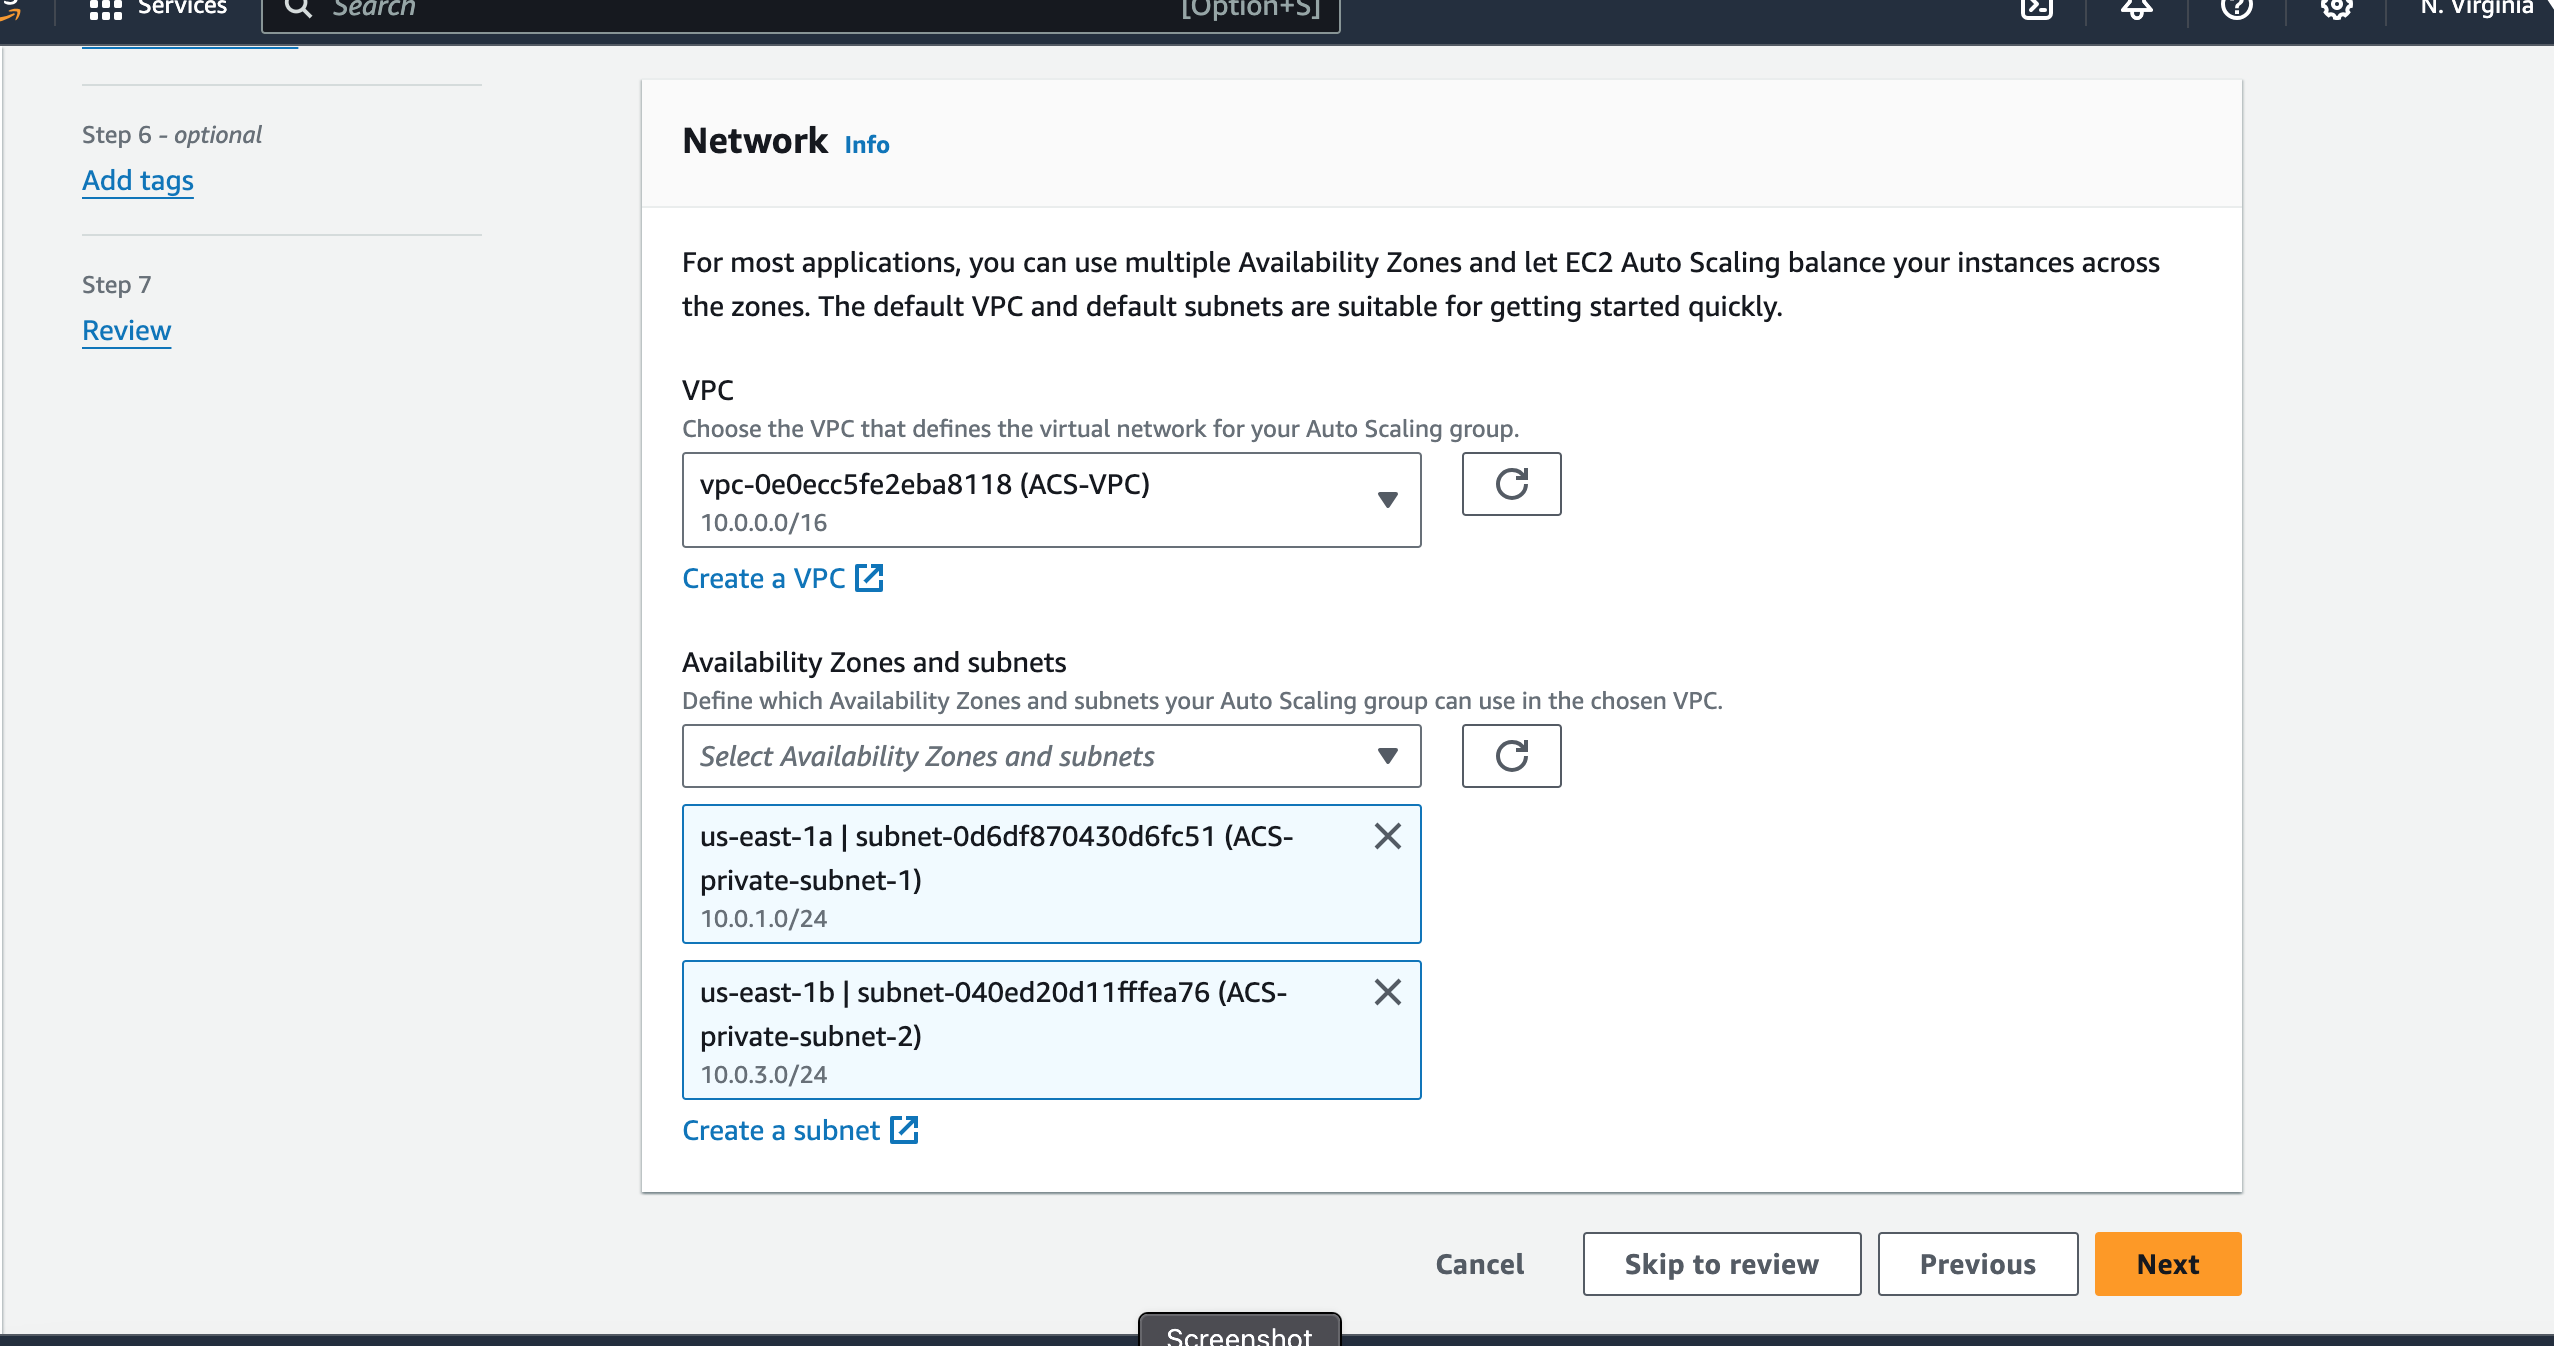 Services
Search
[Option+S]
N. Virginia
Step 6 - optional
Add tags
Step 7
Review
Network Info
For most applications, you can use multiple Availability Zones and let EC2 Auto Scaling balance your instances across
the zones. The default VPC and default subnets are suitable for getting started quickly.
VPC
Choose the VPC that defines the virtual network for your Auto Scaling group.
vpc-0e0ecc5fe2eba8118 (ACS-VPC)
10.0.0.0/16
Create a VPC
Availability Zones and subnets
Define which Availability Zones and subnets your Auto Scaling group can use in the chosen VPC.
Select Availability Zones and subnets
us-east-1a | subnet-0d6df870430d6fc51 (ACS-
private-subnet-1)
10.0.1.0/24
us-east-1b | subnet-040ed20d11fffea76 (ACS-
private-subnet-2)
10.0.3.0/24
Create a subnet
Cancel
Skip to review
Previous
Next
Screenshot